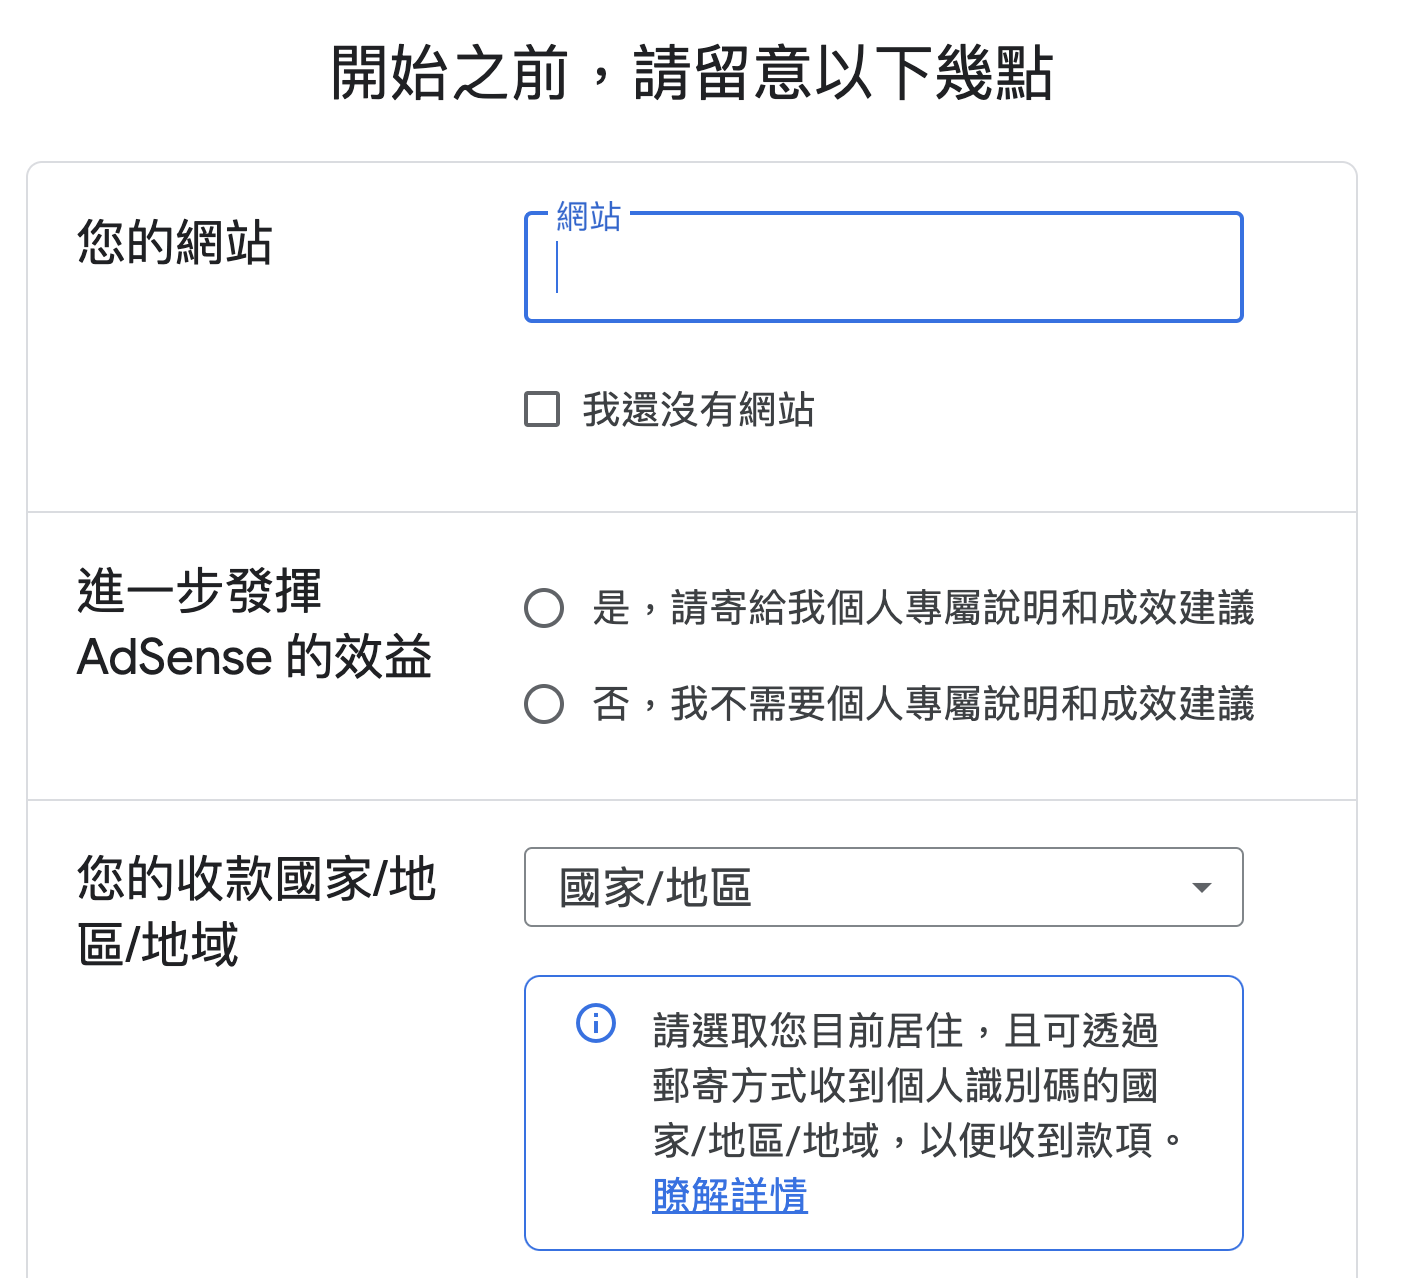 開始之前，請留意以下幾點
您的網站
網站
我還沒有網站
進一步發揮
AdSense 的效益
是，請寄給我個人專屬說明和成效建議
否，我不需要個人專屬說明和成效建議
您的收款國家/地
區/地域
國家/地區
請選取您目前居住，且可透過
郵寄方式收到個人識別碼的國
家/地區/地域，以便收到款項。
瞭解詳情